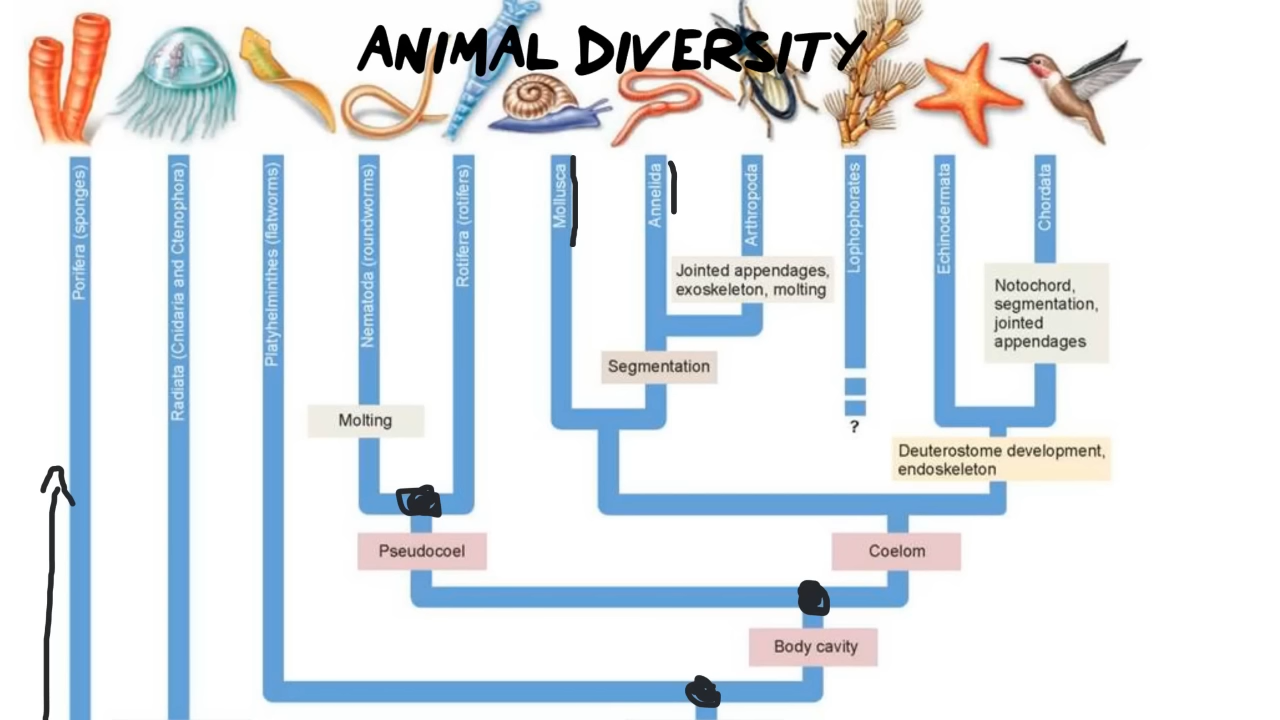 ANIMAL DIVERSITY
Porifera (sponges)
Radiata (Cnidaria and Ctenophora)
Platyhelminthes (flatworms)
Nematoda (roundworms)
Rotifera (rotifers)
Mollusca
Annelida
Arthropoda
Lophophorates
Echinodermata
Chordata
Jointed appendages,
exoskeleton, molting
Notochord,
segmentation,
jointed
appendages
Segmentation
Molting
?
Deuterostome development,
endoskeleton
Pseudocoel
Coelom
Body cavity